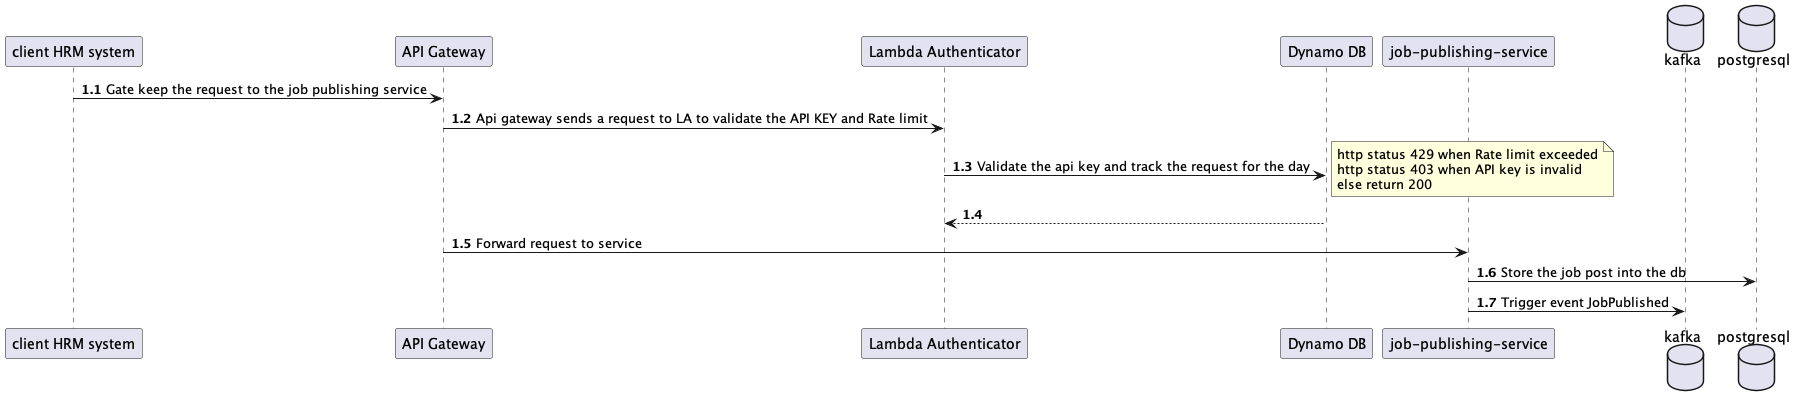 kafka postgresql
client HRM system API Gateway Lambda Authenticator Dynamo DB job-publishing-service
1.1 Gate keep the request to the job publishing service
1.2 Api gateway sends a request to LA to validate the API KEY and Rate limit
1.3 Validate the api key and track the request for the day
http status 429 when Rate limit exceeded
http status 403 when API key is invalid
else return 200
1.4
1.5 Forward request to service
1.6 Store the job post into the db
1.7 Trigger event JobPublished
client HRM system API Gateway Lambda Authenticator Dynamo DB job-publishing-service kafka postgresql